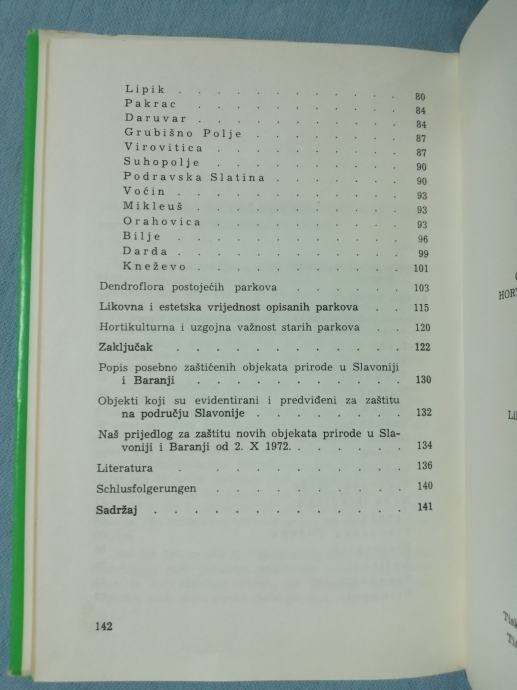 Lipik . . . . . . . . . . . . 80
Pakrac . . . . . . . . . . . 84
Daruvar . . . . . . . . . . . 84
Grubišno Polje . . . . . . . . 87
Virovitica . . . . . . . . . . 87
Suhopolje . . . . . . . . . . 90
Podravska Slatina . . . . . . . 90
Voćin . . . . . . . . . . . . 93
Mikleuš . . . . . . . . . . . 93
Orahovica . . . . . . . . . . 93
Bilje . . . . . . . . . . . . 96
Darda . . . . . . . . . . . . 99
Kneževo . . . . . . . . . . . 101
Dendroflora postojećih parkova . . . . . 103
Likovna i estetska vrijednost opisanih parkova . . 115
Hortikulturna i uzgojna važnost starih parkova . . 120
Zaključak . . . . . . . . . . 122
Popis posebno zaštićenih objekata prirode u Slavoniji
i Baranji . . . . . . . . . . 130
Objekti koji su evidentirani i predviđeni za zaštitu
na području Slavonije . . . . . . . 132
Naš prijedlog za zaštitu novih objekata prirode u Sla-
voniji i Baranji od 2. X 1972. . . . . . . 134
Literatura . . . . . . . . . . 136
Schlusfolgerungen . . . . . . . . . 140
Sadržaj . . . . . . . . . . . 141
142
HORT